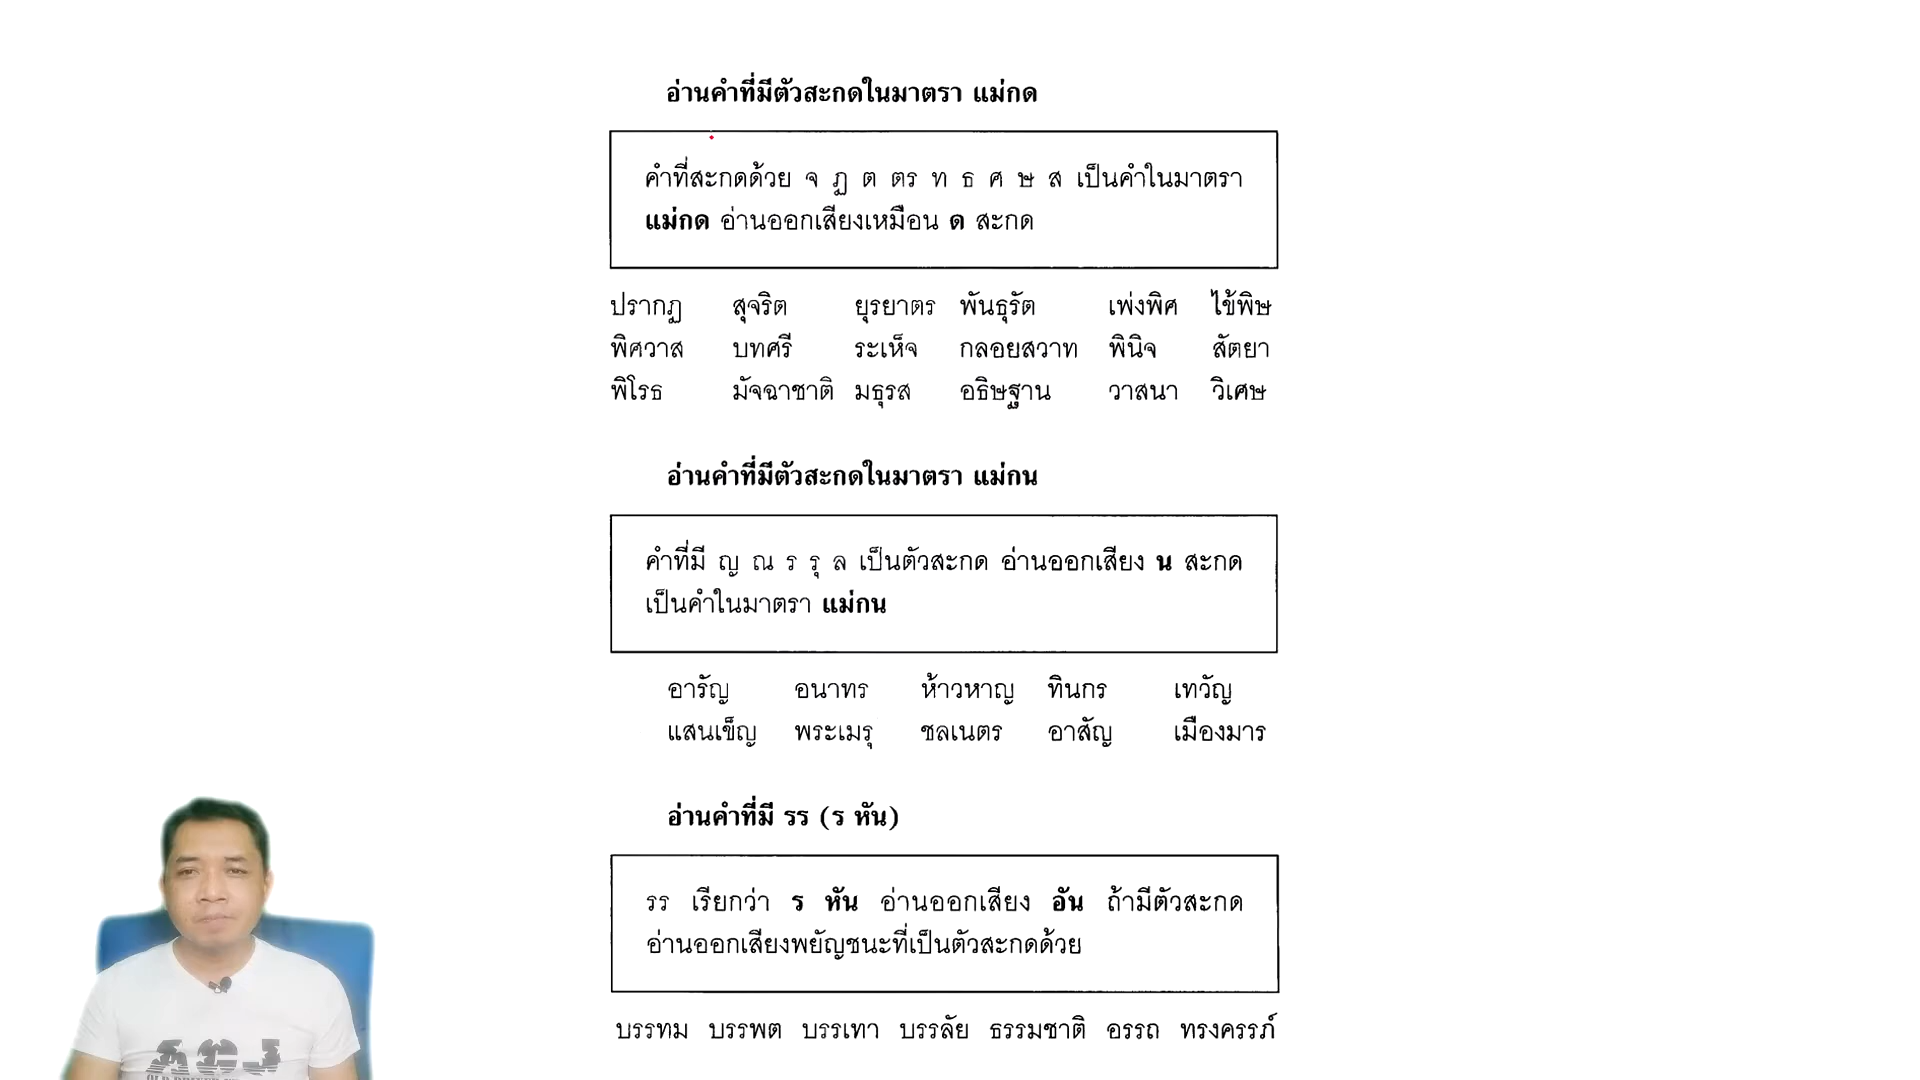 อ่านคำที่มีตัวสะกดในมาตรา แม่กด
คำที่สะกดด้วย จ ฏ ต ตร ท ธ ศ ษ ส เป็นคำในมาตรา
แม่กด อ่านออกเสียงเหมือน ด สะกด
ปรากฏ สุจริต ยุรยาตร พันธุรัต เพ่งพิศ ไข้พิษ
พิศวาส บทศรี ระเห็จ กลอยสวาท พินิจ สัตยา
พิโรธ มัจฉาชาติ มธุรส อธิษฐาน วาสนา วิเศษ
อ่านคำที่มีตัวสะกดในมาตรา แม่กน
คำที่มี ญ ณ ร รุ ล เป็นตัวสะกด อ่านออกเสียง น สะกด
เป็นคำในมาตรา แม่กน
อารัญ อนาทร ห้าวหาญ ทินกร เทวัญ
แสนเข็ญ พระเมรุ ชลเนตร อาสัญ เมืองมาร
อ่านคำที่มี รร (ร หัน)
รร เรียกว่า ร หัน อ่านออกเสียง อัน ถ้ามีตัวสะกด
อ่านออกเสียงพยัญชนะที่เป็นตัวสะกดด้วย
บรรทม บรรพต บรรเทา บรรลัย ธรรมชาติ อรรถ ทรงครรภ์